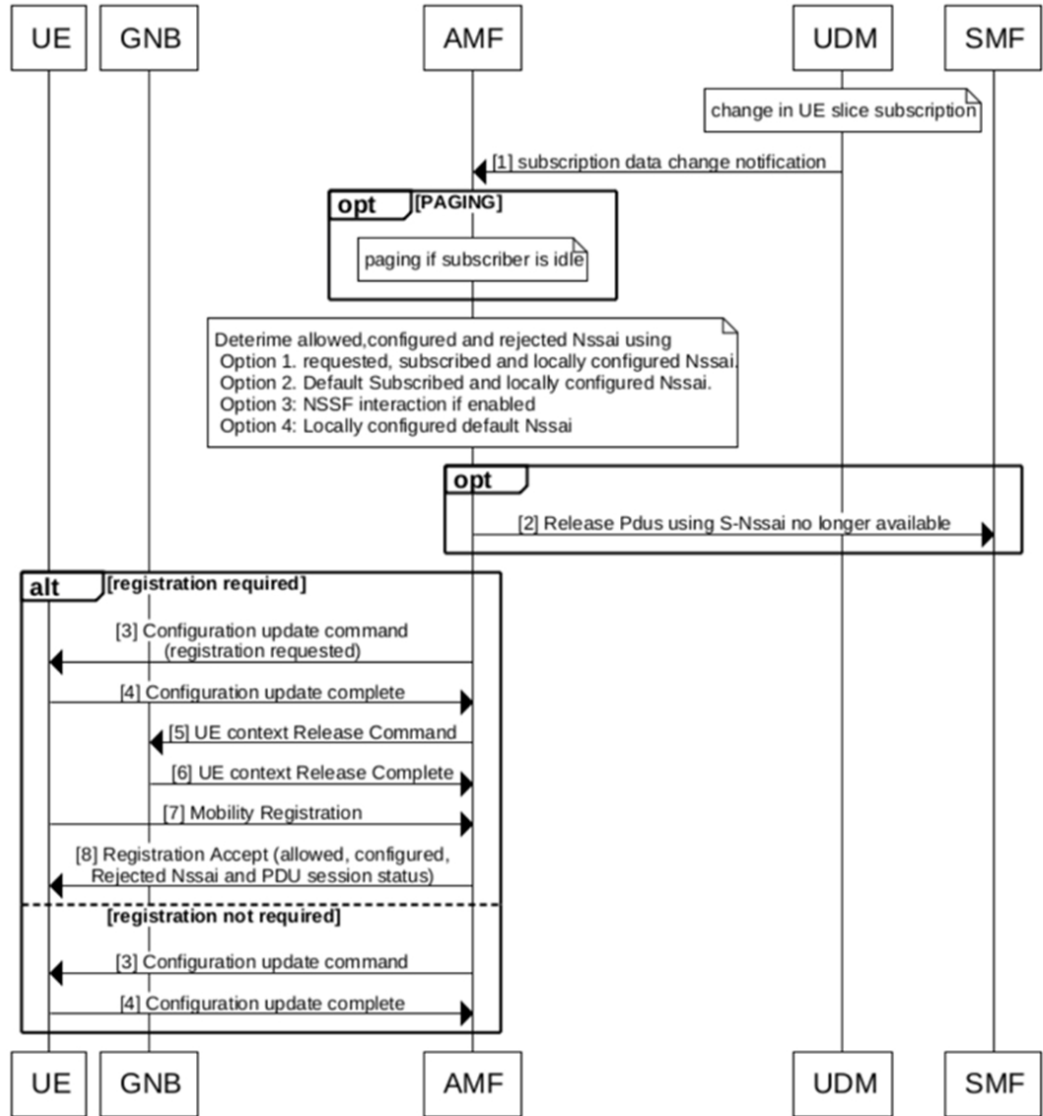 UE GNB AMF UDM SMF
change in UE slice subscription
[1] subscription data change notification
opt [PAGING]
paging if subscriber is idle
Deterime allowed,configured and rejected Nssai using
Option 1. requested, subscribed and locally configured Nssai.
Option 2. Default Subscribed and locally configured Nssai.
Option 3: NSSF interaction if enabled
Option 4: Locally configured default Nssai
opt
[2] Release Pdus using S-Nssai no longer available
alt [registration required]
[3] Configuration update command
(registration requested)
[4] Configuration update complete
[5] UE context Release Command
[6] UE context Release Complete
[7] Mobility Registration
[8] Registration Accept (allowed, configured,
Rejected Nssai and PDU session status)
[registration not required]
[3] Configuration update command
[4] Configuration update complete
UE GNB AMF UDM SMF